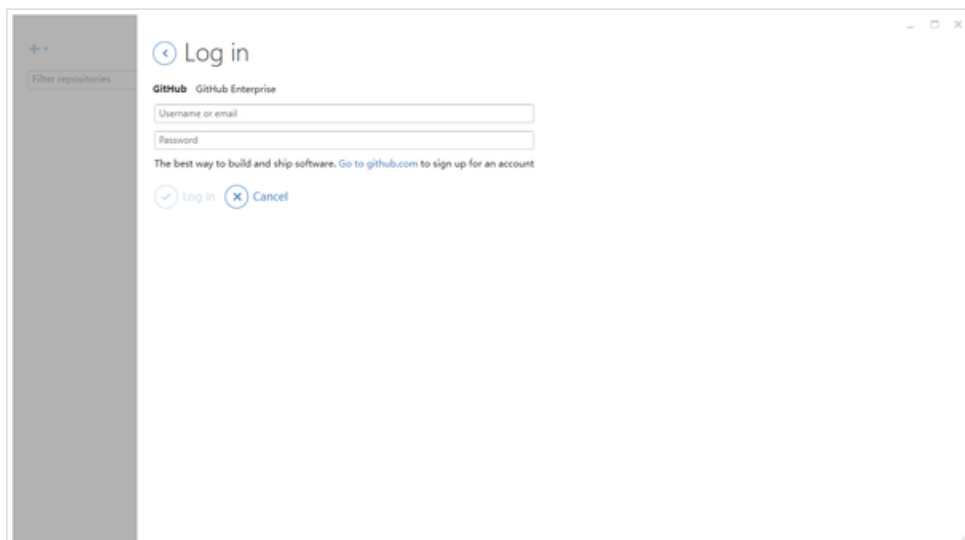 Filter repositories
Log in
GitHub GitHub Enterprise
Username or email
Password
The best way to build and ship software. Go to github.com to sign up for an account
Log in Cancel